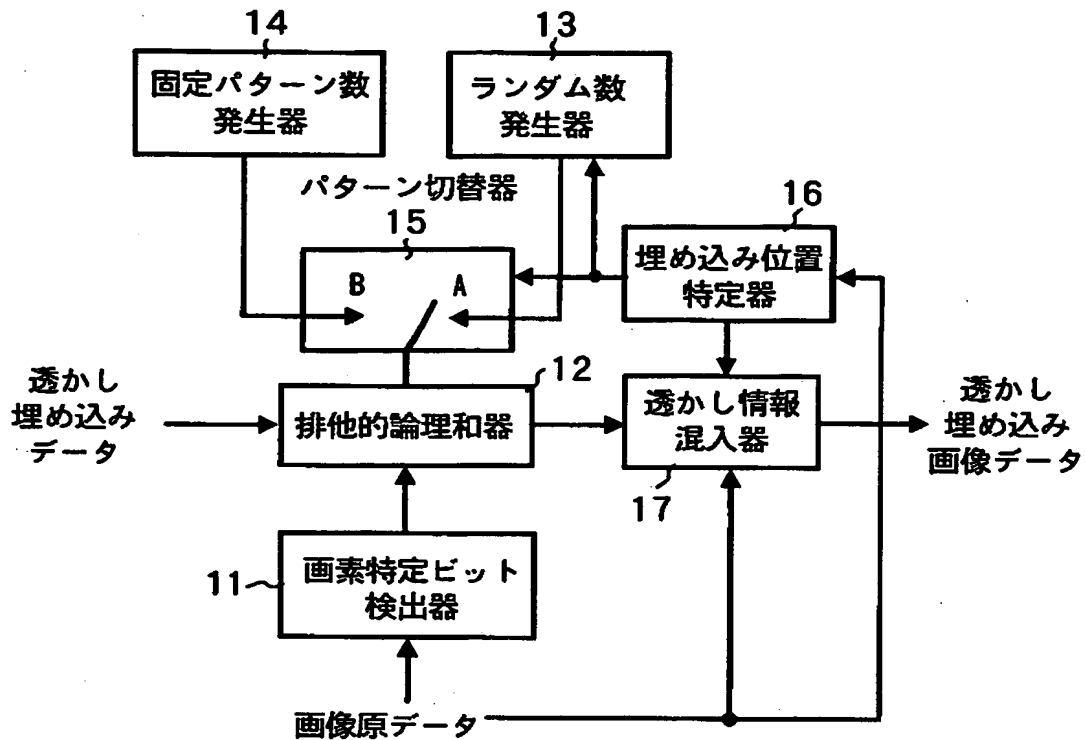 14
固定パターン数
発生器
13
ランダム数
発生器
パターン切替器
15
B
A
16
埋め込み位置
特定器
透かし
埋め込み
データ
12
排他的論理和器
透かし情報
混入器
17
透かし
埋め込み
画像データ
11
画素特定ビット
検出器
画像原データ